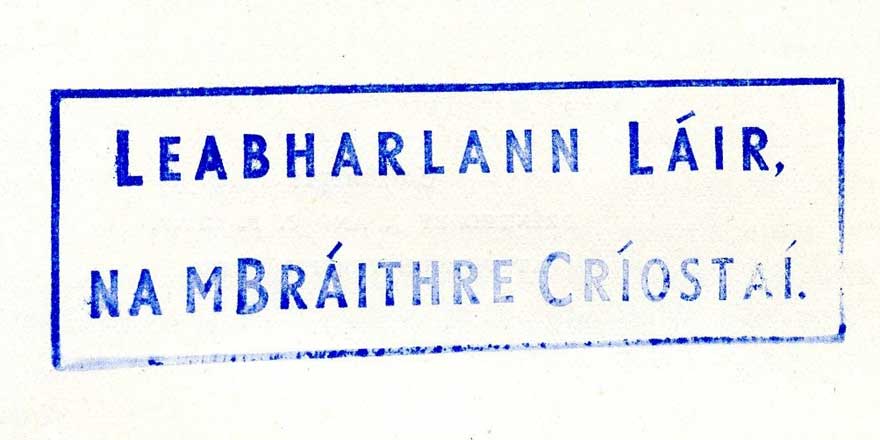 LEABHARLANN LÁIR,
NA MBRÁITHRE CRÍOSTAÍ.